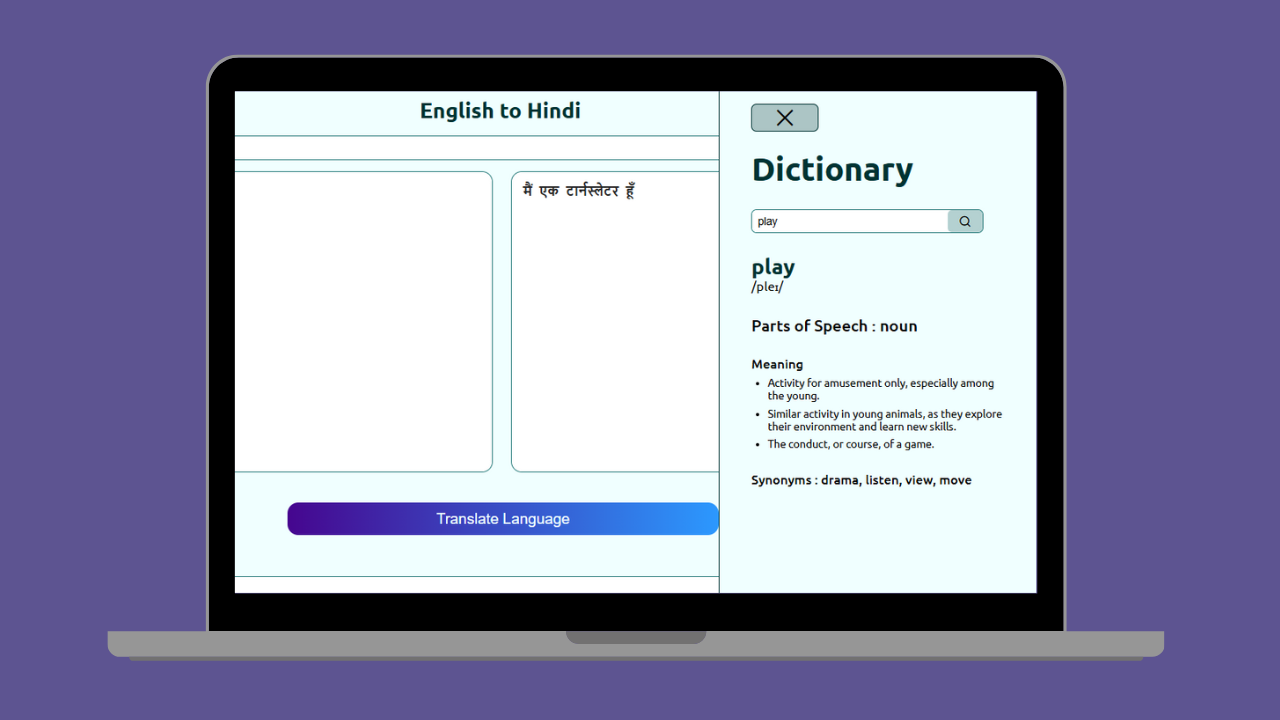 English to Hindi
मैं एक टार्नस्लेटर हूँ
Translate Language
Dictionary
play
play
/pleɪ/
Parts of Speech : noun
Meaning
• Activity for amusement only, especially among
the young.
• Similar activity in young animals, as they explore
their environment and learn new skills.
• The conduct, or course, of a game.
Synonyms : drama, listen, view, move